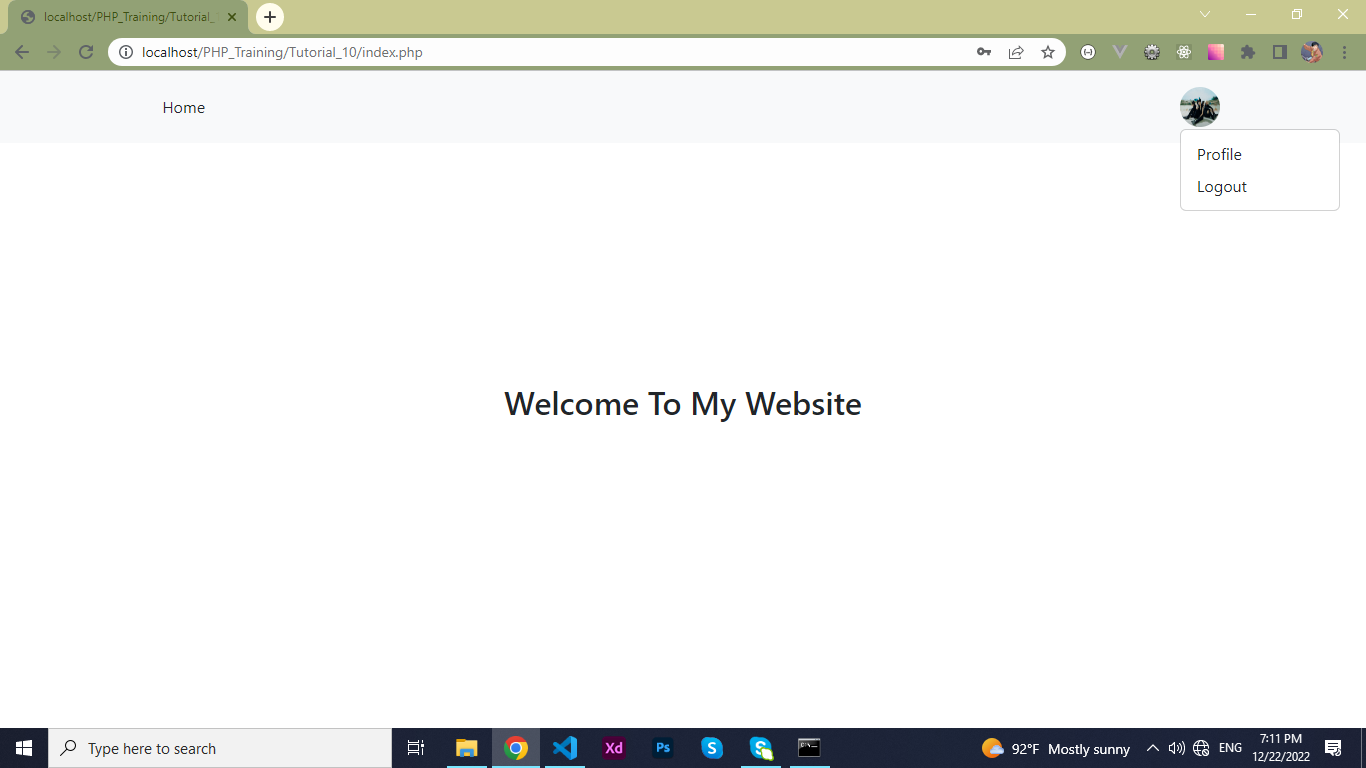 localhost/PHP_Training/Tutorial_
localhost/PHP_Training/Tutorial_10/index.php
Home
Profile
Logout
Welcome To My Website
Type here to search
Xd
Ps
S
S
92°F Mostly sunny
ENG
7:11 PM
12/22/2022